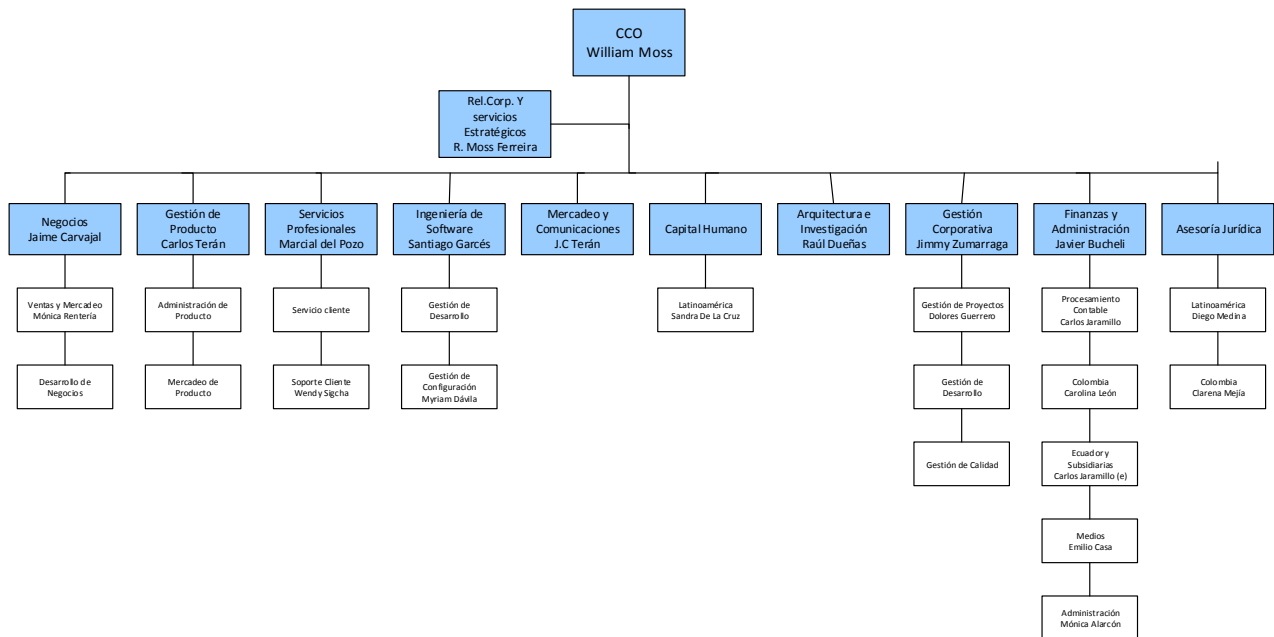 CCO
William Moss
Rel.Corp. Y
servicios
Estratégicos
R. Moss Ferreira
Negocios
Jaime Carvajal
Gestión de
Producto
Carlos Terán
Servicios
Profesionales
Marcial del Pozo
Ingeniería de
Software
Santiago Garcés
Mercadeo y
Comunicaciones
J.C Terán
Capital Humano
Arquitectura e
Investigación
Raúl Dueñas
Gestión
Corporativa
Jimmy Zumarraga
Finanzas y
Administración
Javier Bucheli
Asesoría Jurídica
Ventas y Mercadeo
Mónica Rentería
Administración de
Producto
Servicio cliente
Gestión de
Desarrollo
Latinoamérica
Sandra De La Cruz
Gestión de Proyectos
Dolores Guerrero
Procesamiento
Contable
Carlos Jaramillo
Latinoamérica
Diego Medina
Desarrollo de
Negocios
Mercadeo de
Producto
Soporte Cliente
Wendy Sigcha
Gestión de
Configuración
Myriam Dávila
Gestión de
Desarrollo
Colombia
Carolina León
Colombia
Clarena Mejía
Gestión de Calidad
Ecuador y
Subsidiarias
Carlos Jaramillo (e)
Medios
Emilio Casa
Administración
Mónica Alarcón